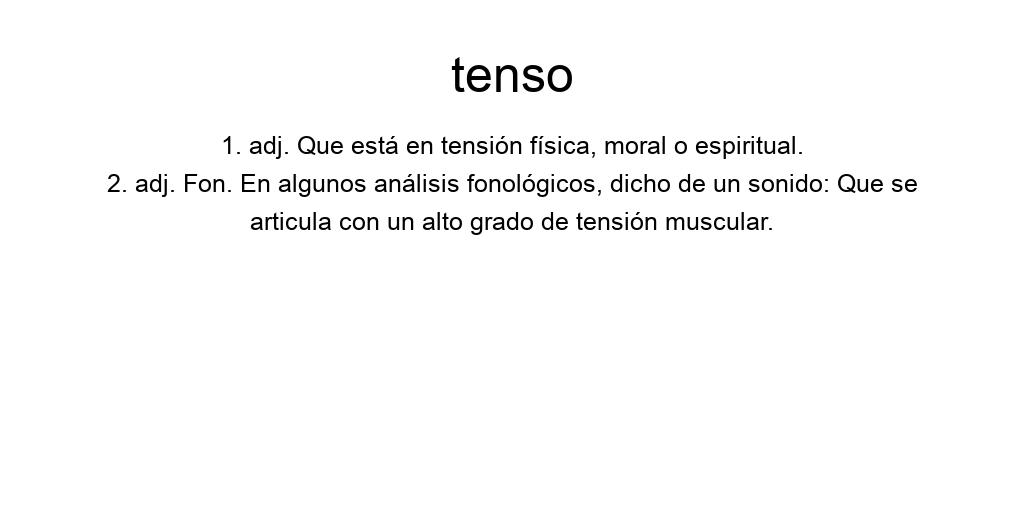 tenso
1. adj. Que está en tensión física, moral o espiritual.
2. adj. Fon. En algunos análisis fonológicos, dicho de un sonido: Que se
articula con un alto grado de tensión muscular.